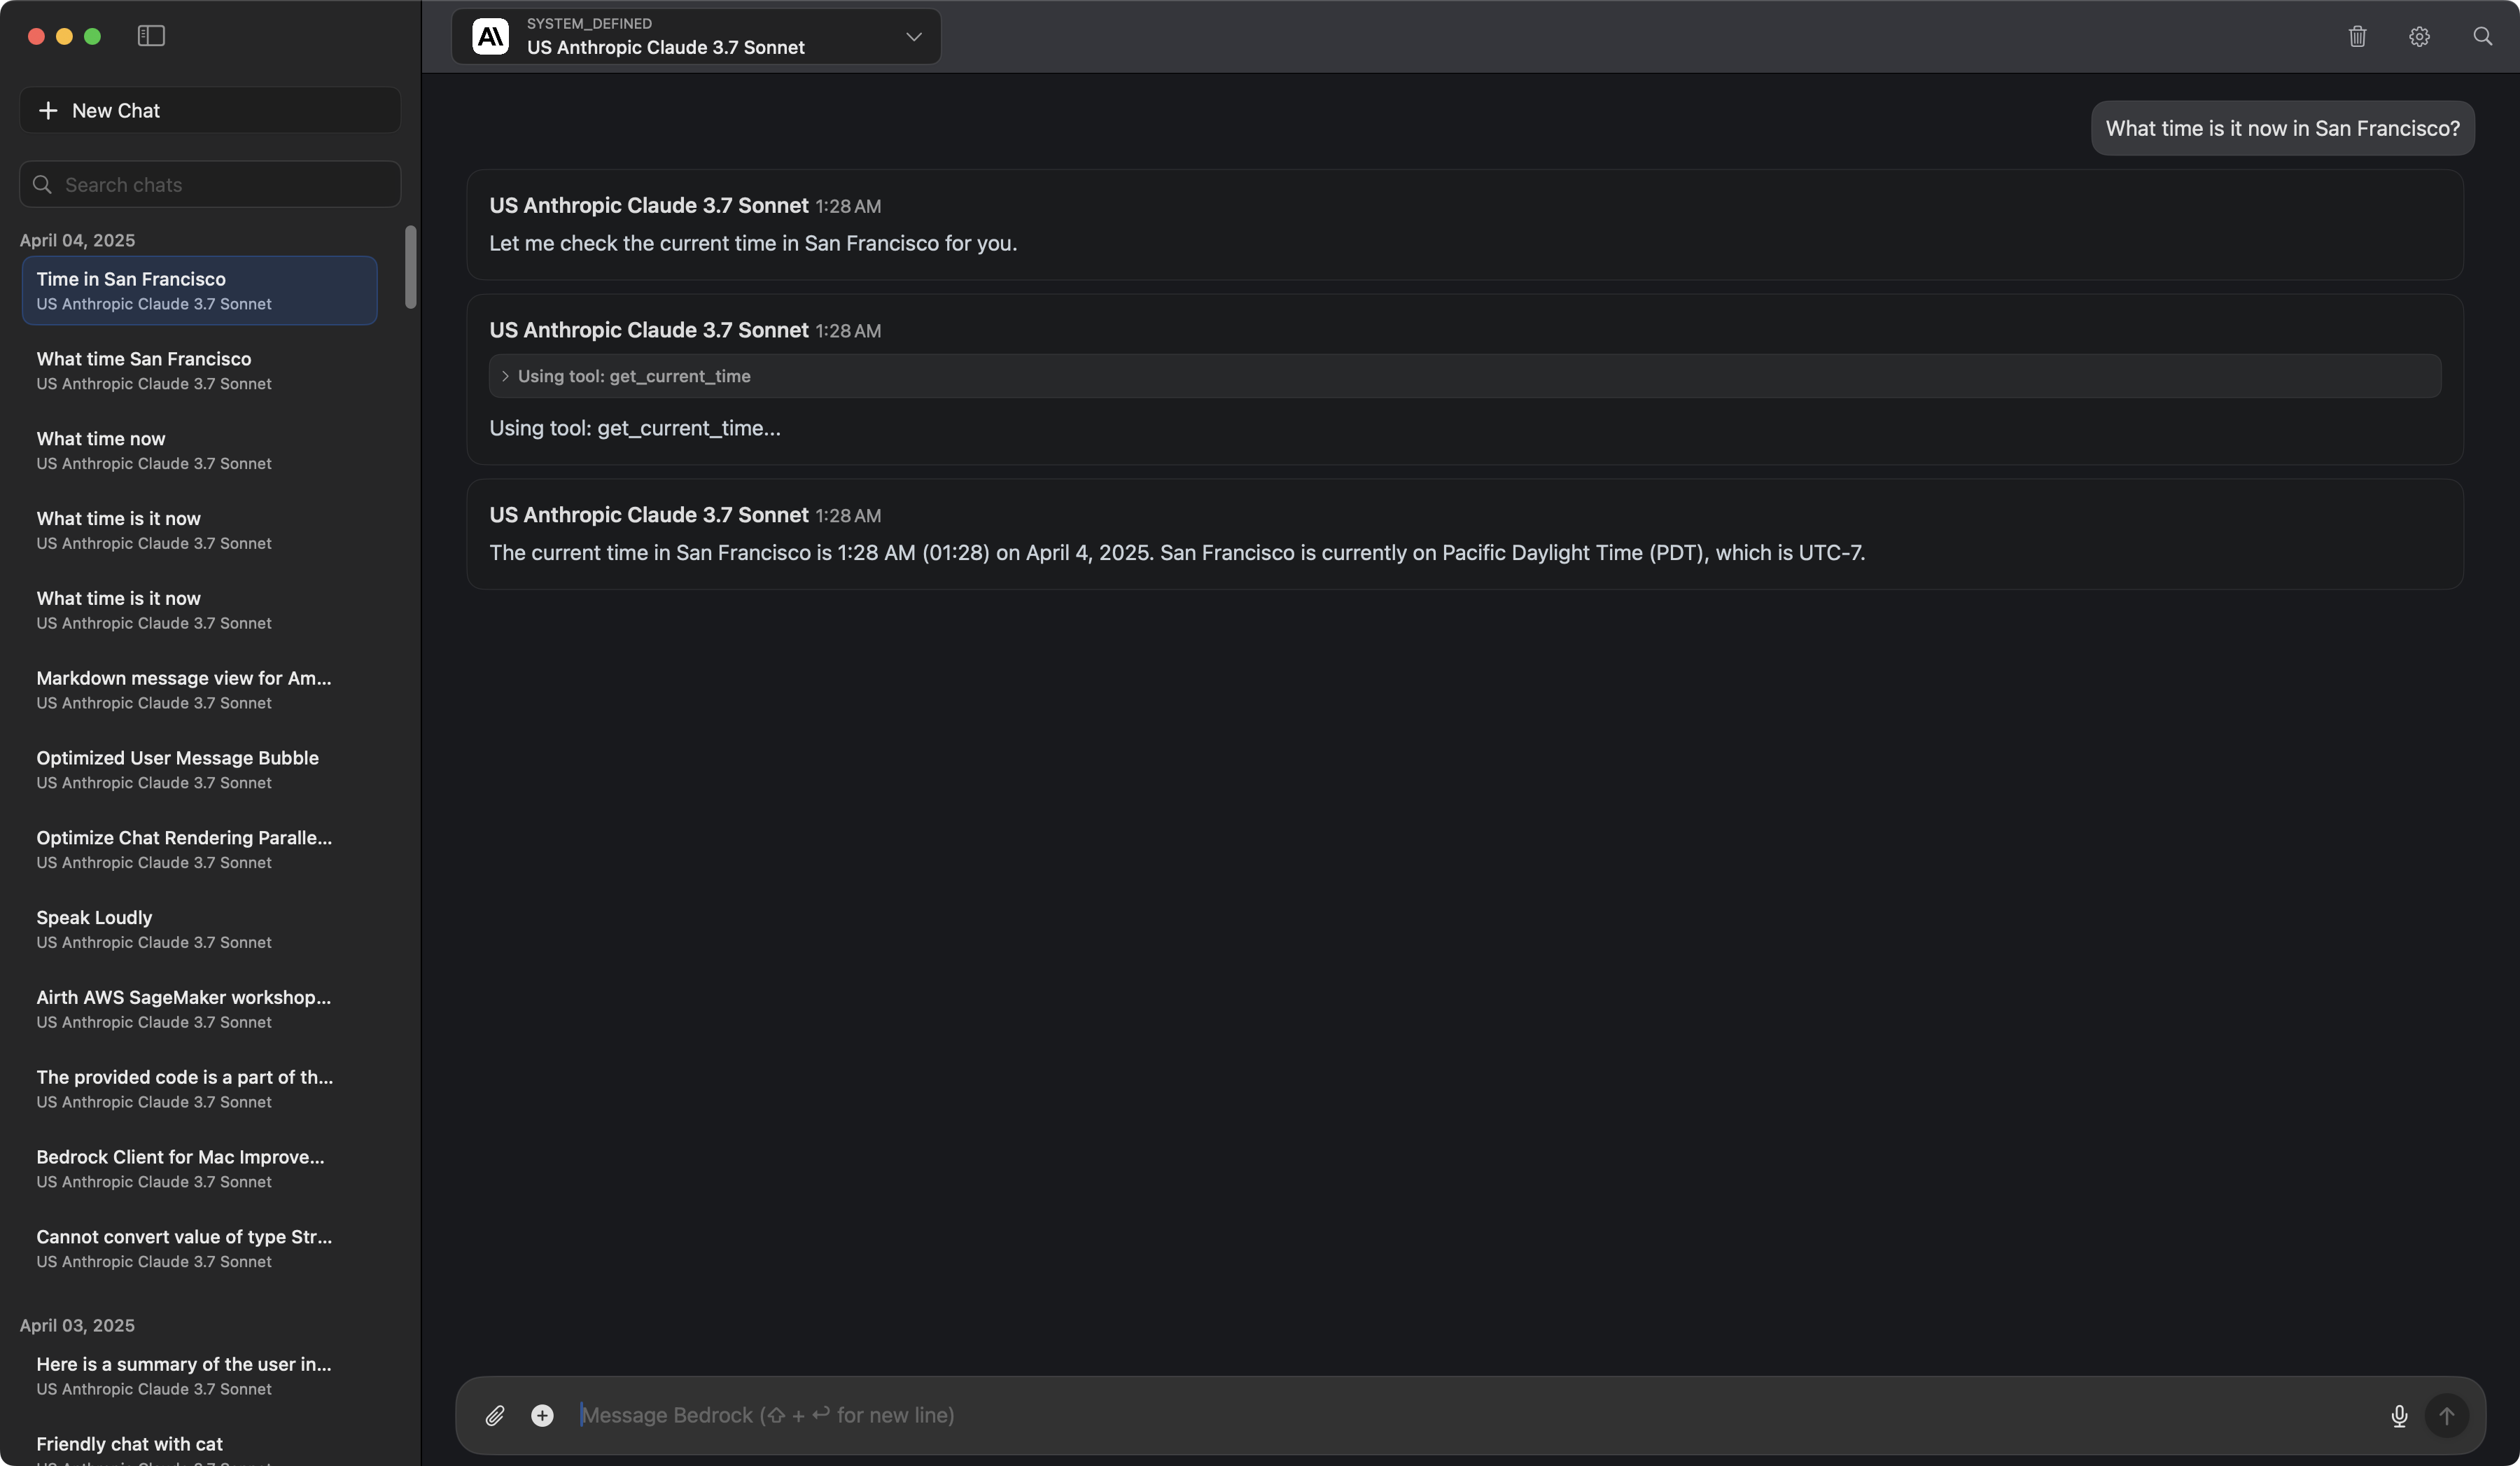 SYSTEM_DEFINED
US Anthropic Claude 3.7 Sonnet
New Chat
Search chats
April 04, 2025
Time in San Francisco
US Anthropic Claude 3.7 Sonnet
What time San Francisco
US Anthropic Claude 3.7 Sonnet
What time now
US Anthropic Claude 3.7 Sonnet
What time is it now
US Anthropic Claude 3.7 Sonnet
What time is it now
US Anthropic Claude 3.7 Sonnet
Markdown message view for Am...
US Anthropic Claude 3.7 Sonnet
Optimized User Message Bubble
US Anthropic Claude 3.7 Sonnet
Optimize Chat Rendering Paralle...
US Anthropic Claude 3.7 Sonnet
Speak Loudly
US Anthropic Claude 3.7 Sonnet
Airth AWS SageMaker workshop...
US Anthropic Claude 3.7 Sonnet
The provided code is a part of th...
US Anthropic Claude 3.7 Sonnet
Bedrock Client for Mac Improve...
US Anthropic Claude 3.7 Sonnet
Cannot convert value of type Str...
US Anthropic Claude 3.7 Sonnet
April 03, 2025
Here is a summary of the user in...
US Anthropic Claude 3.7 Sonnet
Friendly chat with cat
What time is it now in San Francisco?
US Anthropic Claude 3.7 Sonnet 1:28 AM
Let me check the current time in San Francisco for you.
US Anthropic Claude 3.7 Sonnet 1:28 AM
> Using tool: get_current_time
Using tool: get_current_time...
US Anthropic Claude 3.7 Sonnet 1:28 AM
The current time in San Francisco is 1:28 AM (01:28) on April 4, 2025. San Francisco is currently on Pacific Daylight Time (PDT), which is UTC-7.
Message Bedrock (⇧ + ↩ for new line)